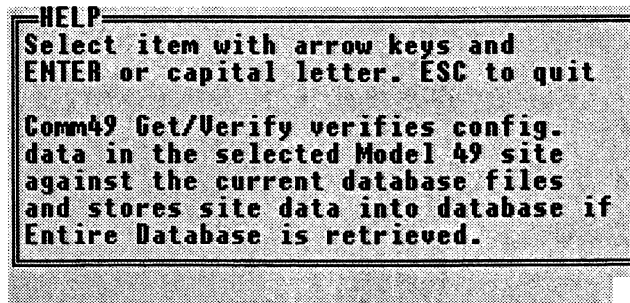 HELP
Select item with arrow keys and
ENTER or capital letter. ESC to quit
Comm49 Get/Verify verifies config.
data in the selected Model 49 site
against the current database files
and stores site data into database if
Entire Database is retrieved.